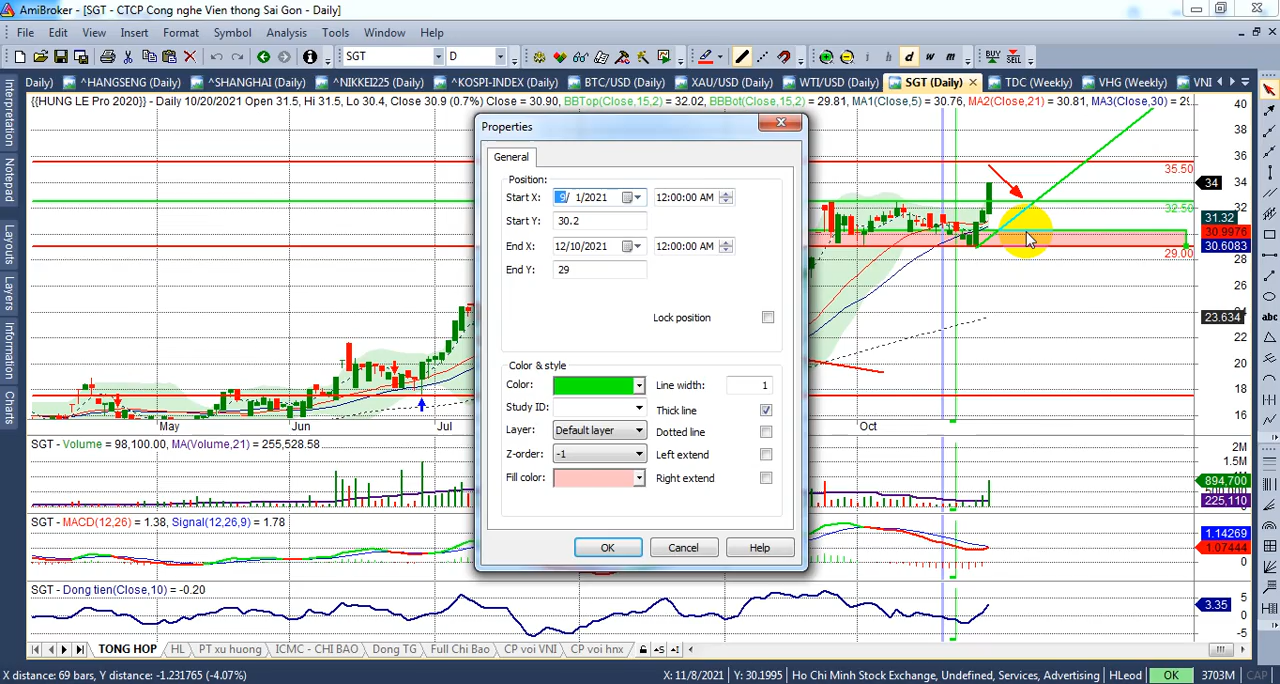 AmiBroker - [SGT - CTCP Cong nghe Vien thong Sai Gon - Daily]
File Edit View Insert Format Symbol Analysis Tools Window Help
SGT D i h d w m BUY SELL
Daily) ^HANGSENG (Daily) ^SHANGHAI (Daily) ^NIKKEI225 (Daily) ^KOSPI-INDEX (Daily) BTC/USD (Daily) XAU/USD (Daily) WTI/USD (Daily) SGT (Daily) TDC (Weekly) VHG (Weekly) VNI
{{HUNG LE Pro 2020}} - Daily 10/20/2021 Open 31.5, Hi 31.5, Lo 30.4, Close 30.9 (0.7%) Close = 30.90, BBTop(Close,15,2) = 32.02, BBBot(Close,15,2) = 29.81, MA1(Close,5) = 30.76, MA2(Close,21) = 30.81, MA3(Close,30) = 29.
Interpretation
Notepad
Layouts
Layers
Information
Charts
Properties
General
Position:
Start X: 9/ 1/2021 12:00:00 AM
Start Y: 30.2
End X: 12/10/2021 12:00:00 AM
End Y: 29
Lock position
Color & style
Color: Line width: 1
Study ID: Thick line
Layer: Default layer Dotted line
Z-order: -1 Left extend
Fill color: Right extend
OK Cancel Help
40
38
36
35.50
34
34
32
32.50
31.32
30.9976
30.6083
29.00
28
26
24
23.634
22
20
18
16
abc
May Jun Jul Oct
SGT - Volume = 98,100.00, MA(Volume,21) = 255,528.58
2M
1.5M
894,700
500,000
225,110
SGT - MACD(12,26) = 1.38, Signal(12,26,9) = 1.78
1.14269
1.07444
0
SGT - Dong tien(Close,10) = -0.20
5
3.35
0
-5
TONG HOP HL PT xu huong ICMC - CHI BAO Dong TG Full Chi Bao CP voi VNI CP voi hnx
X distance: 69 bars, Y distance: -1.231765 (-4.07%) X: 11/8/2021 Y: 30.1995 Ho Chi Minh Stock Exchange, Undefined, Services, Advertising HLeod OK 3703M CAP